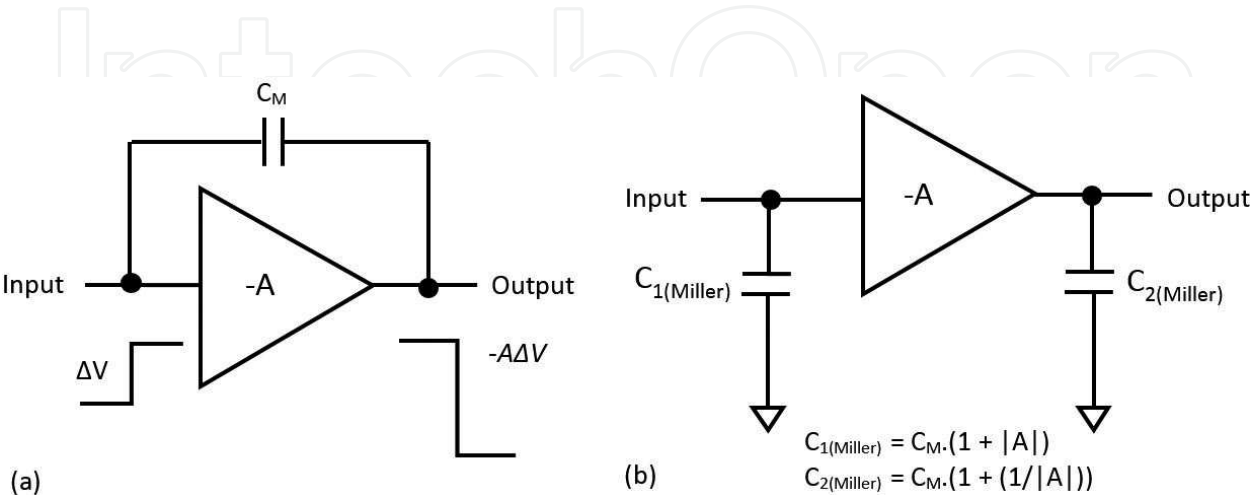 IntechOpen
C_M
-A
Input
Output
ΔV
-AΔV
(a)
Input
-A
Output
C_1(Miller)
C_2(Miller)
C_1(Miller) = C_M.(1 + |A|)
C_2(Miller) = C_M.(1 + (1/|A|))
(b)